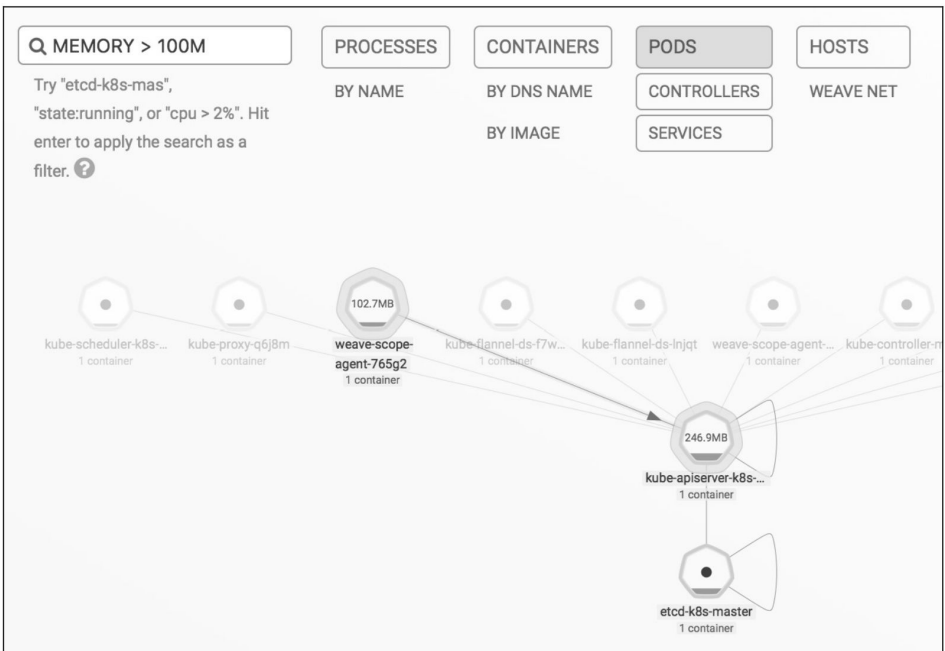 MEMORY > 100M
Try "etcd-k8s-mas",
"state:running", or "cpu > 2%". Hit
enter to apply the search as a
filter. ?
PROCESSES
BY NAME
CONTAINERS
BY DNS NAME
BY IMAGE
PODS
CONTROLLERS
SERVICES
HOSTS
WEAVE NET
kube-scheduler-k8s-...
1 container
kube-proxy-q6j8m
1 container
102.7MB
weave-scope-
agent-765g2
1 container
kube-flannel-ds-f7w...
1 container
kube-flannel-ds-lnjqt
1 container
weave-scope-agent-...
1 container
kube-controller-m
1 container
246.9MB
kube-apiserver-k8s-...
1 container
etcd-k8s-master
1 container